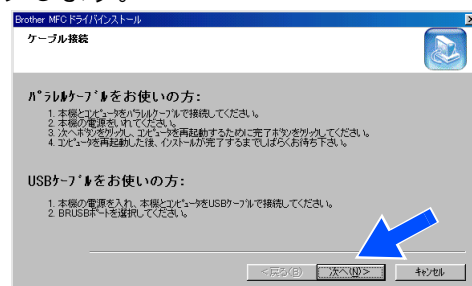 Brother MFC ドライバインストール
ケーブル接続
パラレルケーブルをお使いの方:
1. 本機とコンピュータをパラレルケーブルで接続してください。
2. 本機の電源をいれてください。
3. 次へボタンをクリックし、コンピュータを再起動するために完了ボタンをクリックしてください。
4. コンピュータを再起動した後、インストールが完了するまでしばらくお待ち下さい。
USBケーブルをお使いの方:
1. 本機の電源を入れ、本機とコンピュータをUSBケーブルで接続してください。
2. BRUSBポートを選択してください。
<戻る(B) 次へ(N)> キャンセル